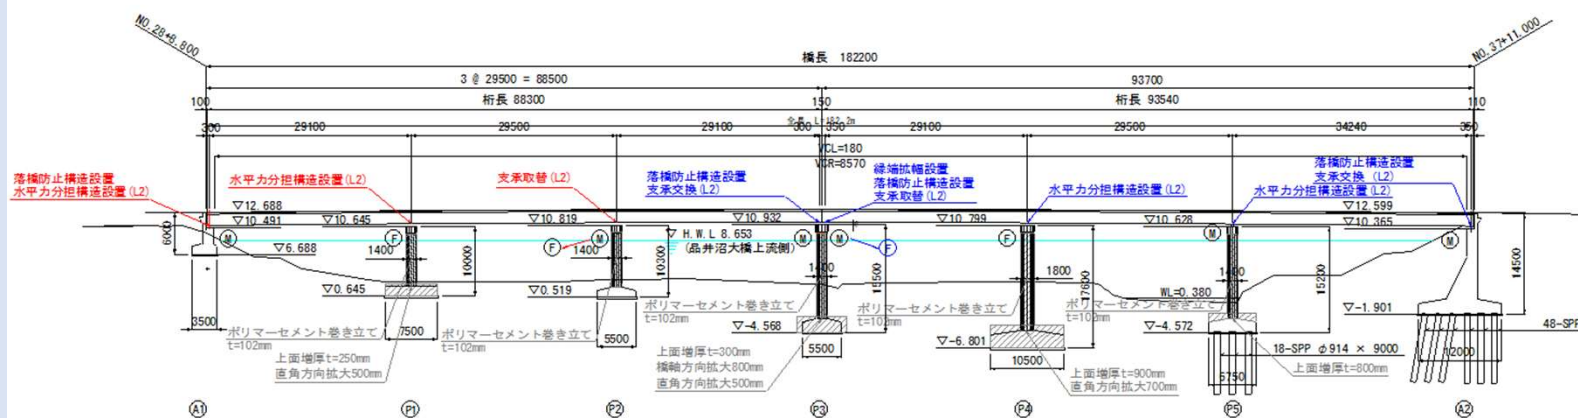 NO.28+6.800
NO.37+11.000
橋長 182200
3 @ 29500 = 88500
93700
100
桁長 88300
150
桁長 93540
110
300
29100
29500
29100
300
350
29100
29500
34240
350
VCL=180
VCR=8570
落橋防止構造設置
水平力分担構造設置(L2)
水平力分担構造設置(L2)
支承取替(L2)
落橋防止構造設置
支承交換(L2)
縁端拡幅設置
落橋防止構造設置
支承取替(L2)
水平力分担構造設置(L2)
落橋防止構造設置
支承交換 (L2)
水平力分担構造設置(L2)
▽12.688
▽10.491
▽10.645
▽10.819
▽10.932
▽10.799
▽10.628
▽12.599
▽10.365
6000
M
F
F
M
M
M
F
M
M
▽ H.W.L 8.653
(品井沼大橋上流側)
▽6.688
1400
10000
1400
10300
1400
15500
1800
17600
1400
15200
14500
▽0.645
▽0.519
▽-4.568
▽-6.801
WL=0.380
▽-4.572
▽-1.901
3500
7500
5500
5500
10500
5750
12000
ポリマーセメント巻き立て
t=102mm
ポリマーセメント巻き立て
t=102mm
ポリマーセメント巻き立て
t=102mm
ポリマーセメント巻き立て
t=102mm
ポリマーセメント巻き立て
t=102mm
上面増厚t=250mm
直角方向拡大500mm
上面増厚t=300mm
橋軸方向拡大800mm
直角方向拡大500mm
上面増厚t=900mm
直角方向拡大700mm
18-SPP φ914 × 9000
上面増厚t=800mm
48-SPP
A1
P1
P2
P3
P4
P5
A2